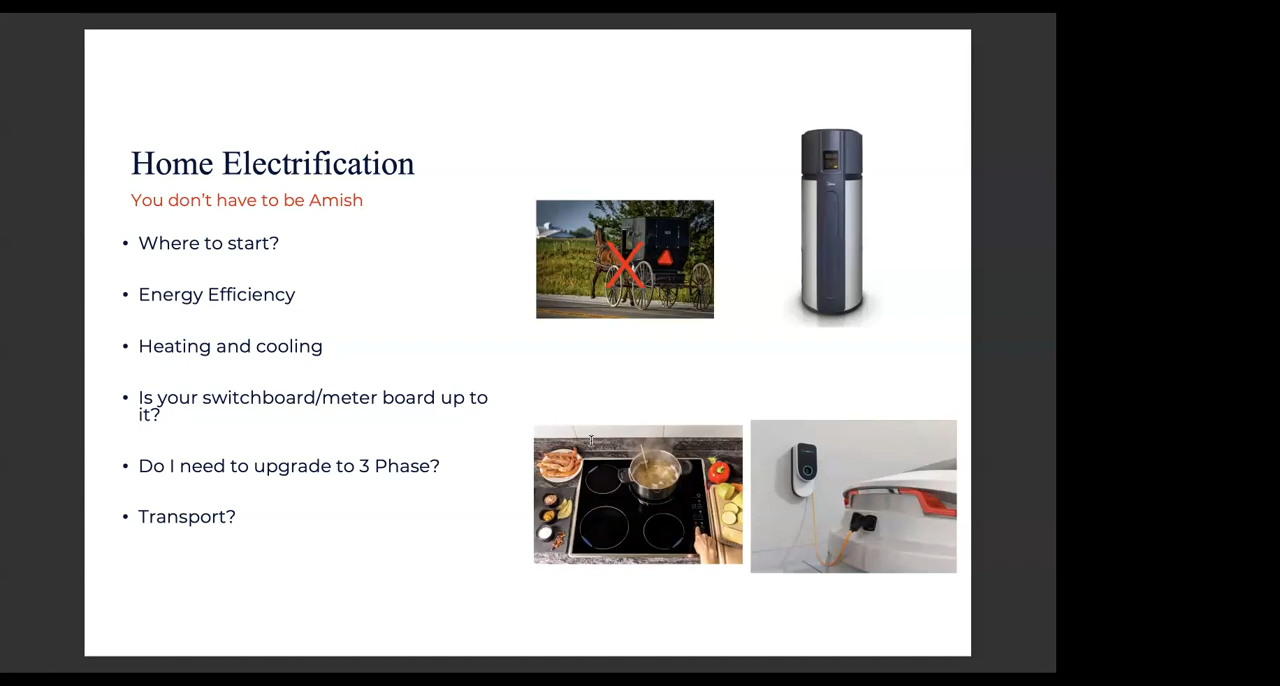 Home Electrification
You don't have to be Amish
• Where to start?
• Energy Efficiency
• Heating and cooling
• Is your switchboard/meter board up to
it?
• Do I need to upgrade to 3 Phase?
• Transport?